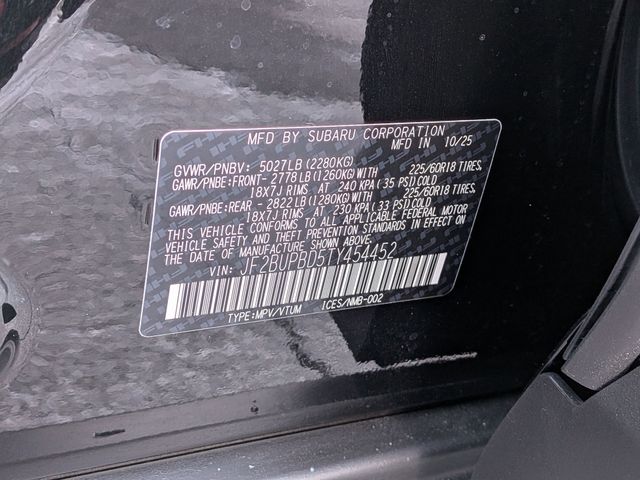 MFD BY SUBARU CORPORATION
MFD IN 10/25
GVWR/PNBV: 5027LB (2280KG)
GAWR/PNBE:FRONT-2778 LB (1260KG)WITH 225/60R18 TIRES,
18X7J RIMS AT 240 KPA (35 PSI)COLD
GAWR/PNBE:REAR -2822 LB (1280KG)WITH 225/60R18 TIRES,
18X7J RIMS AT 230 KPA (33 PSI)COLD
THIS VEHICLE CONFORMS TO ALL APPLICABLE FEDERAL MOTOR
VEHICLE SAFETY AND THEFT PREVENTION STANDARDS IN EFFECT ON
THE DATE OF MANUFACTURE SHOWN ABOVE.
VIN: JF2BUPBD5TY454452
TYPE:MPV/VTUM ICES/NMB-002